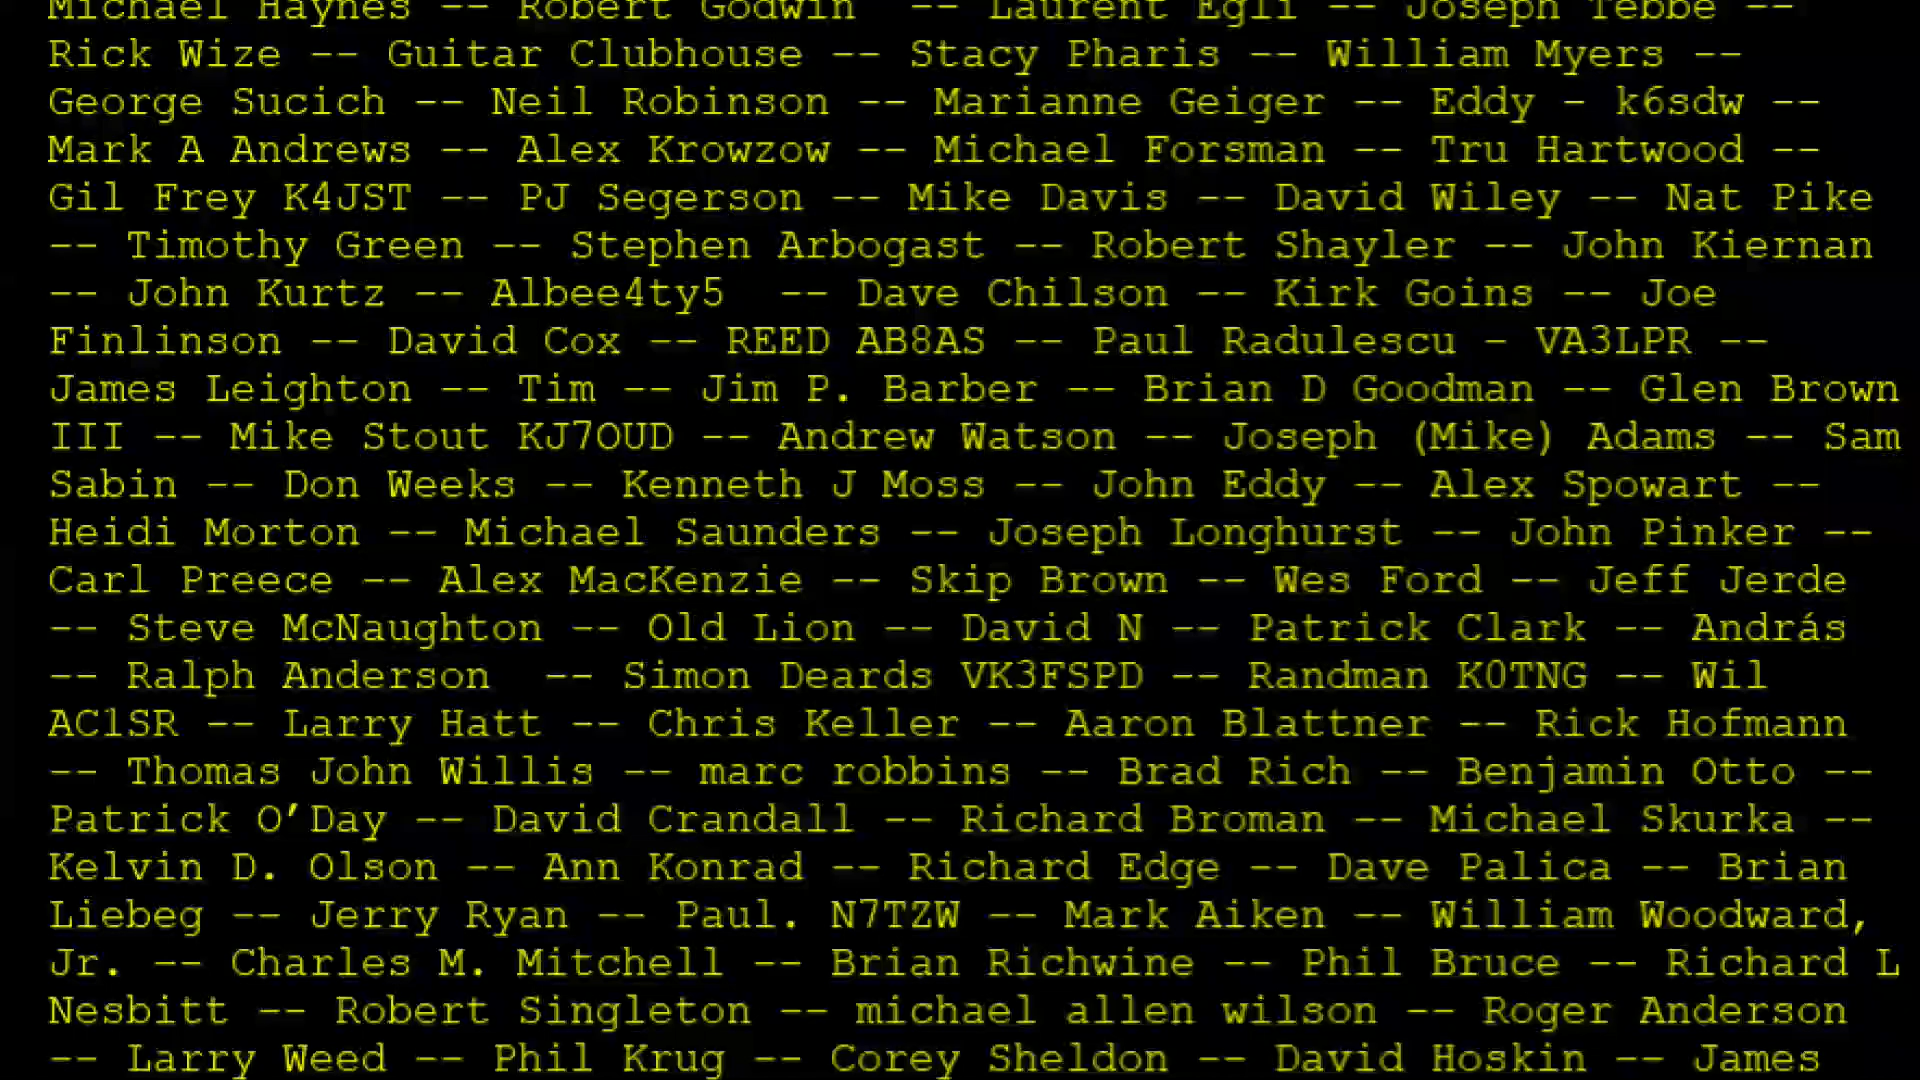 Michael Haynes -- Robert Godwin  -- Laurent Egli -- Joseph Tebbe --
Rick Wize -- Guitar Clubhouse -- Stacy Pharis -- William Myers --
George Sucich -- Neil Robinson -- Marianne Geiger -- Eddy - k6sdw --
Mark A Andrews -- Alex Krowzow -- Michael Forsman -- Tru Hartwood --
Gil Frey K4JST -- PJ Segerson -- Mike Davis -- David Wiley -- Nat Pike
-- Timothy Green -- Stephen Arbogast -- Robert Shayler -- John Kiernan
-- John Kurtz -- Albee4ty5  -- Dave Chilson -- Kirk Goins -- Joe
Finlinson -- David Cox -- REED AB8AS -- Paul Radulescu - VA3LPR --
James Leighton -- Tim -- Jim P. Barber -- Brian D Goodman -- Glen Brown
III -- Mike Stout KJ7OUD -- Andrew Watson -- Joseph (Mike) Adams -- Sam
Sabin -- Don Weeks -- Kenneth J Moss -- John Eddy -- Alex Spowart --
Heidi Morton -- Michael Saunders -- Joseph Longhurst -- John Pinker --
Carl Preece -- Alex MacKenzie -- Skip Brown -- Wes Ford -- Jeff Jerde
-- Steve McNaughton -- Old Lion -- David N -- Patrick Clark -- András
-- Ralph Anderson  -- Simon Deards VK3FSPD -- Randman K0TNG -- Wil
AC1SR -- Larry Hatt -- Chris Keller -- Aaron Blattner -- Rick Hofmann
-- Thomas John Willis -- marc robbins -- Brad Rich -- Benjamin Otto --
Patrick O’Day -- David Crandall -- Richard Broman -- Michael Skurka --
Kelvin D. Olson -- Ann Konrad -- Richard Edge -- Dave Palica -- Brian
Liebeg -- Jerry Ryan -- Paul. N7TZW -- Mark Aiken -- William Woodward,
Jr. -- Charles M. Mitchell -- Brian Richwine -- Phil Bruce -- Richard L
Nesbitt -- Robert Singleton -- michael allen wilson -- Roger Anderson
-- Larry Weed -- Phil Krug -- Corey Sheldon -- David Hoskin -- James